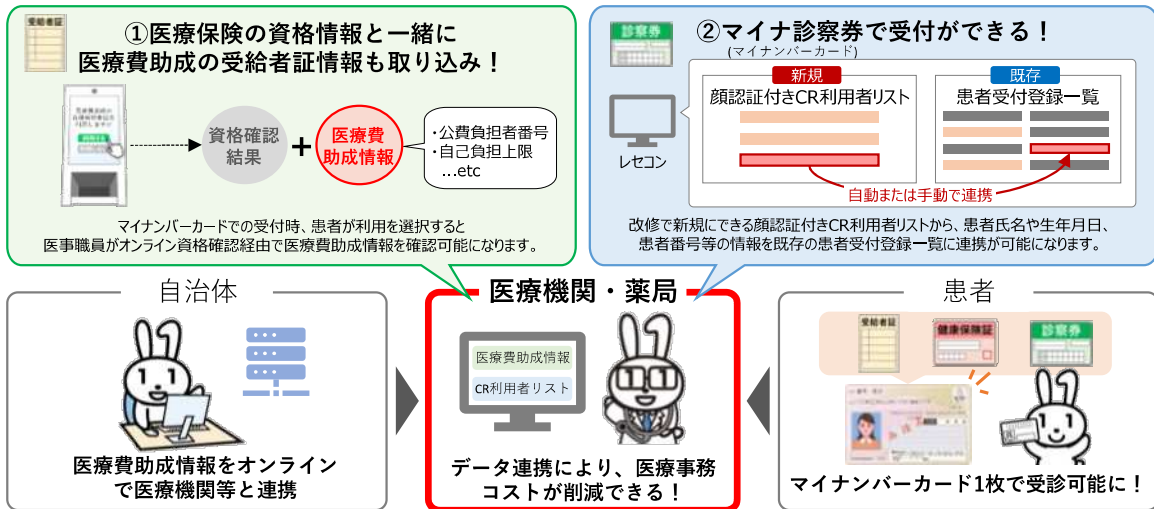 受給者証
①医療保険の資格情報と一緒に
医療費助成の受給者証情報も取り込み！
資格確認
結果
+
医療費
助成情報
・公費負担者番号
・自己負担上限
...etc
マイナンバーカードでの受付時、患者が利用を選択すると
医事職員がオンライン資格確認経由で医療費助成情報を確認可能になります。
診察券
②マイナ診察券で受付ができる！
(マイナンバーカード)
レセコン
新規
顔認証付きCR利用者リスト
既存
患者受付登録一覧
自動または手動で連携
改修で新規にできる顔認証付きCR利用者リストから、患者氏名や生年月日、
患者番号等の情報を既存の患者受付登録一覧に連携が可能になります。
自治体
医療費助成情報をオンライン
で医療機関等と連携
医療機関・薬局
医療費助成情報
CR利用者リスト
データ連携により、医療事務
コストが削減できる！
患者
受給者証
健康保険証
診察券
マイナンバーカード1枚で受診可能に！